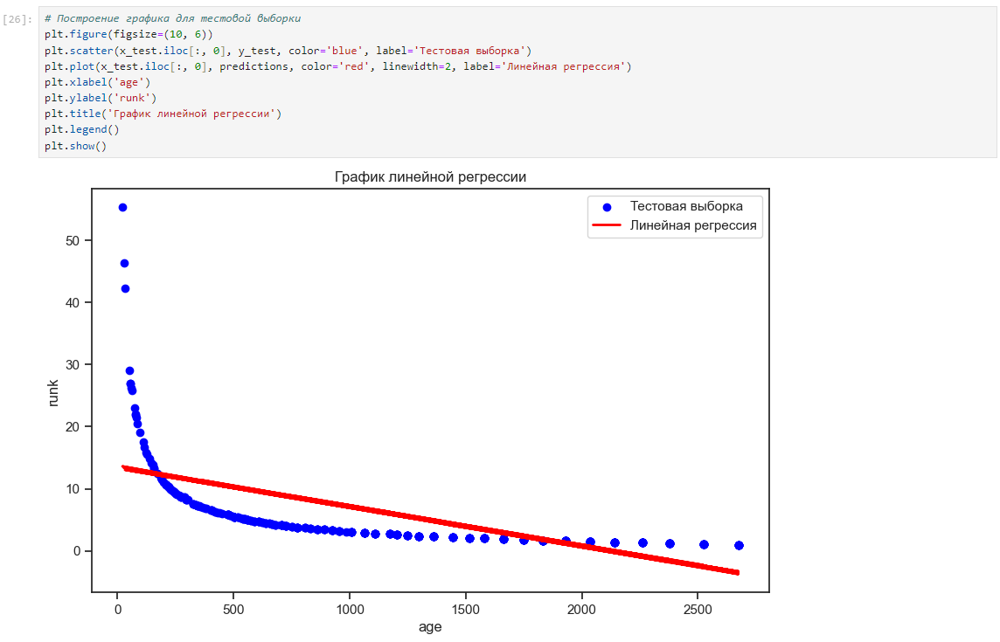 [26]:
# Построение графика для тестовой выборки
plt.figure(figsize=(10, 6))
plt.scatter(x_test.iloc[:, 0], y_test, color='blue', label='Тестовая выборка')
plt.plot(x_test.iloc[:, 0], predictions, color='red', linewidth=2, label='Линейная регрессия')
plt.xlabel('age')
plt.ylabel('runk')
plt.title('График линейной регрессии')
plt.legend()
plt.show()
График линейной регрессии
Тестовая выборка
Линейная регрессия
50
40
30
20
10
0
runk
0 500 1000 1500 2000 2500
age